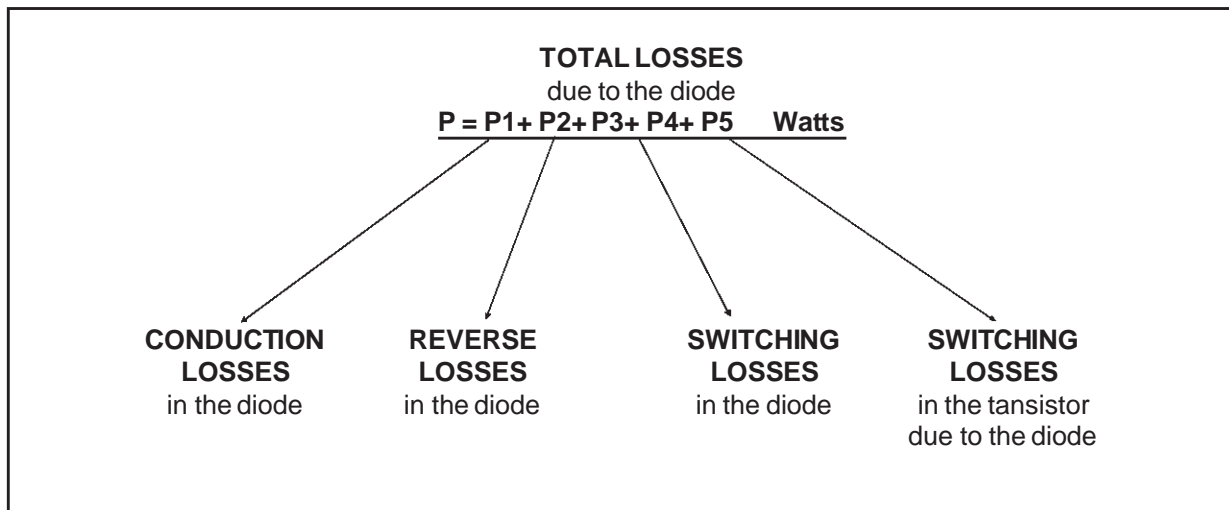 TOTAL LOSSES
due to the diode
P = P1+ P2+ P3+ P4+ P5 Watts
CONDUCTION
LOSSES
in the diode
REVERSE
LOSSES
in the diode
SWITCHING
LOSSES
in the diode
SWITCHING
LOSSES
in the tansistor
due to the diode